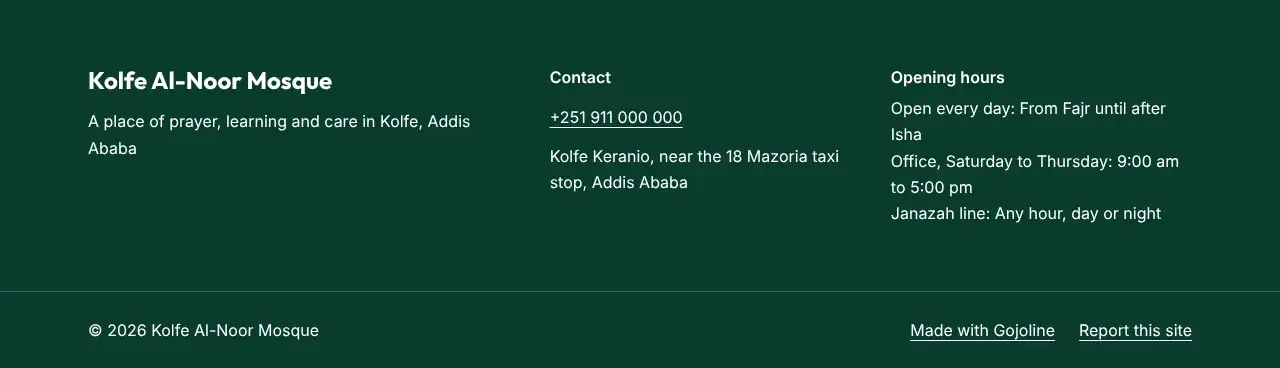 Kolfe Al-Noor Mosque
A place of prayer, learning and care in Kolfe, Addis
Ababa
Contact
+251 911 000 000
Kolfe Keranio, near the 18 Mazoria taxi
stop, Addis Ababa
Opening hours
Open every day: From Fajr until after
Isha
Office, Saturday to Thursday: 9:00 am
to 5:00 pm
Janazah line: Any hour, day or night
© 2026 Kolfe Al-Noor Mosque
Made with Gojoline
Report this site